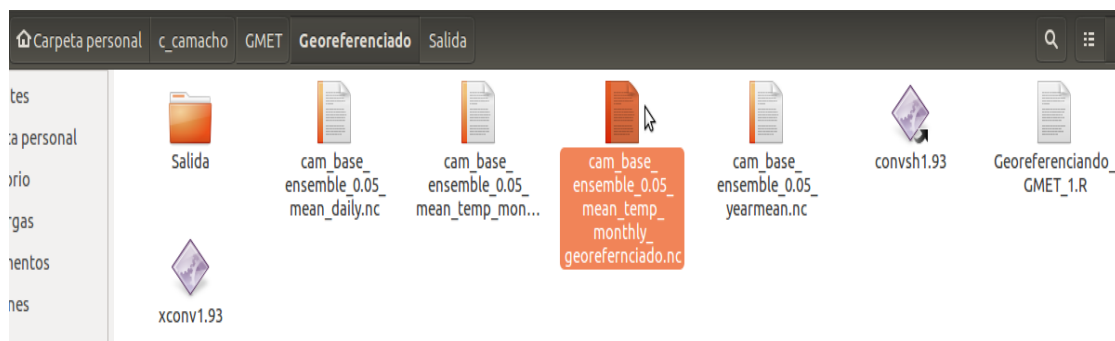 Carpeta personal c_camacho GMET Georeferenciado Salida
tes
ta personal
orio
rgas
nentos
nes
Salida
cam_base_
ensemble_0.05_
mean_daily.nc
cam_base_
ensemble_0.05_
mean_temp_mon...
cam_base_
ensemble_0.05_
mean_temp_
monthly_
georefernciado.nc
cam_base_
ensemble_0.05_
yearmean.nc
convsh1.93
Georeferenciando_
GMET_1.R
xconv1.93